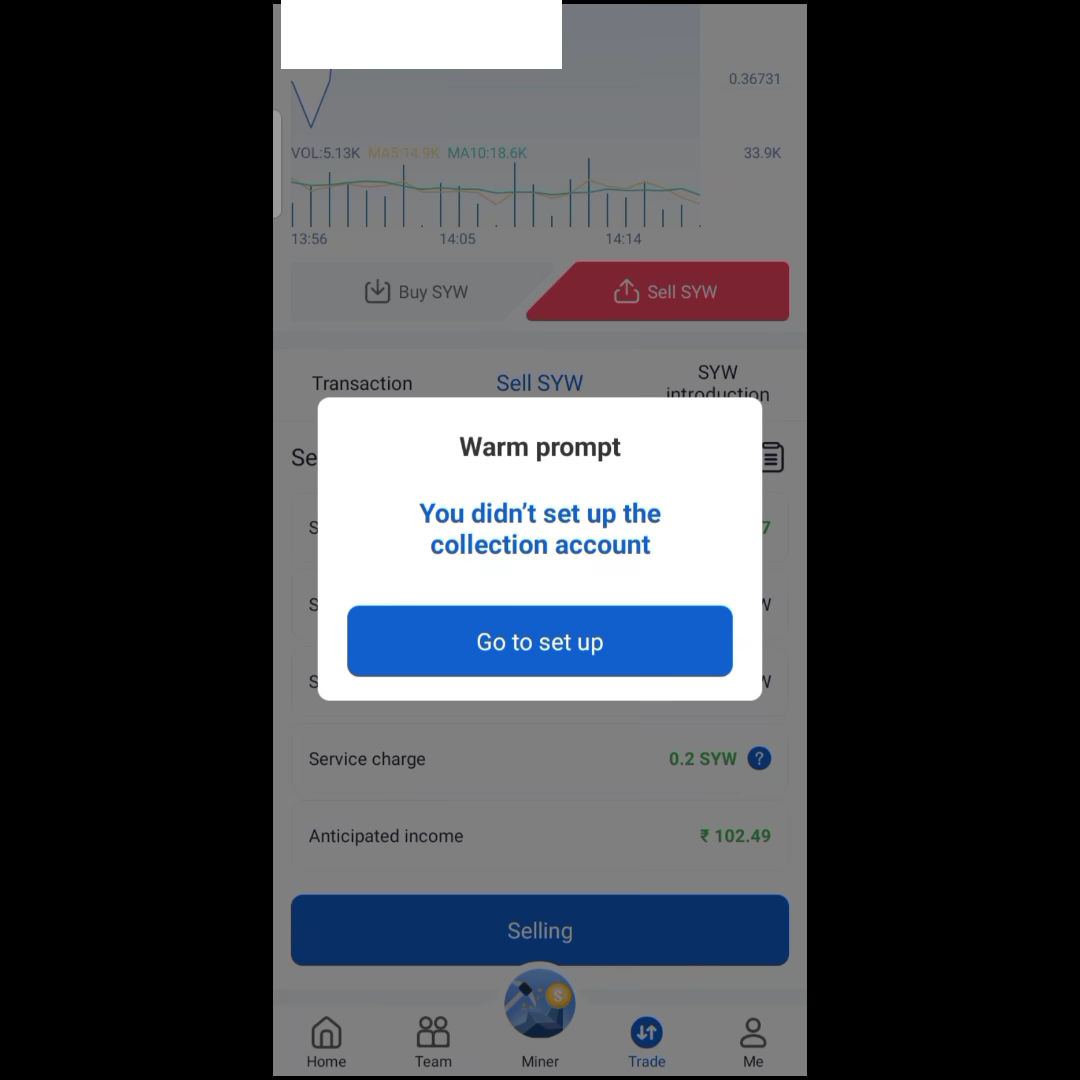 0.36731
VOL:5.13K MA5:14.9K MA10:18.6K 33.9K
13:56 14:05 14:14
Buy SYW Sell SYW
Transaction Sell SYW SYW introduction
Se
Warm prompt
You didn't set up the
collection account
Go to set up
S 7
S W
S W
Service charge 0.2 SYW ?
Anticipated income ₹ 102.49
Selling
Home Team Miner Trade Me